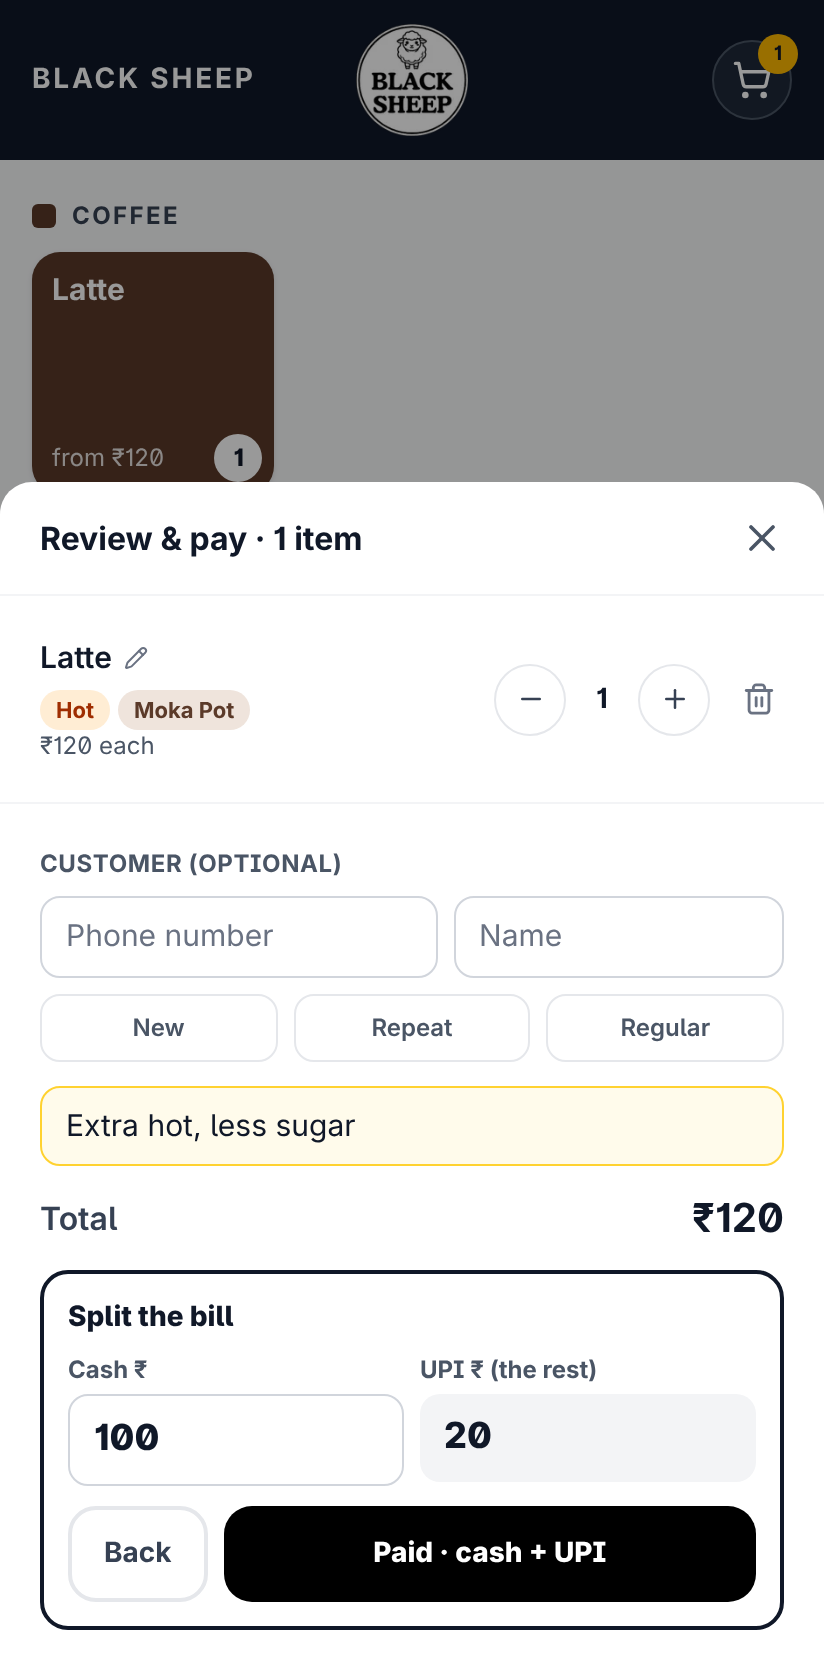 BLACK SHEEP
BLACK
SHEEP
1
COFFEE
Latte
from ₹120
1
Review & pay · 1 item
Latte
Hot
Moka Pot
₹120 each
1
CUSTOMER (OPTIONAL)
Phone number
Name
New
Repeat
Regular
Extra hot, less sugar
Total
₹120
Split the bill
Cash ₹
UPI ₹ (the rest)
100
20
Back
Paid · cash + UPI